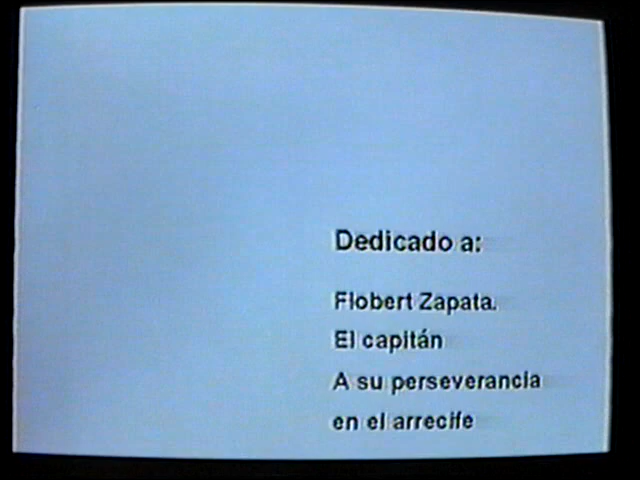 Dedicado a:
Flobert Zapata.
El capitán
A su perseverancia
en el arrecife